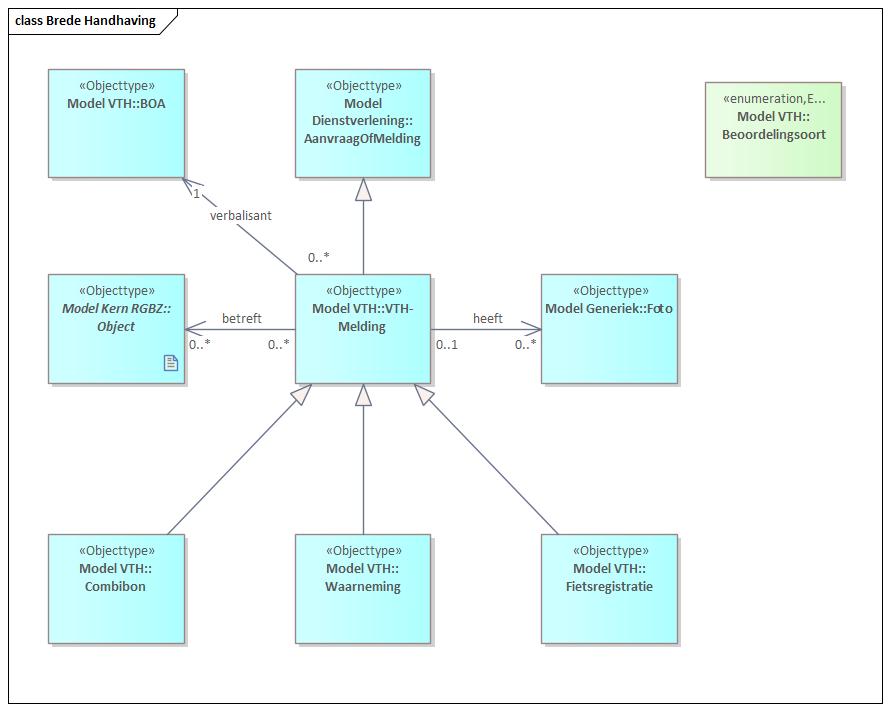 class Brede Handhaving
«Objecttype»
Model VTH::BOA
«Objecttype»
Model
Dienstverlening::
AanvraagOfMelding
«enumeration,E...
Model VTH::
Beoordelingsoort
1
verbalisant
0..*
«Objecttype»
Model Kern RGBZ::
Object
betreft
0..*
0..*
«Objecttype»
Model VTH::VTH-
Melding
heeft
0..1
0..*
«Objecttype»
Model Generiek::Foto
«Objecttype»
Model VTH::
Combibon
«Objecttype»
Model VTH::
Waarneming
«Objecttype»
Model VTH::
Fietsregistratie